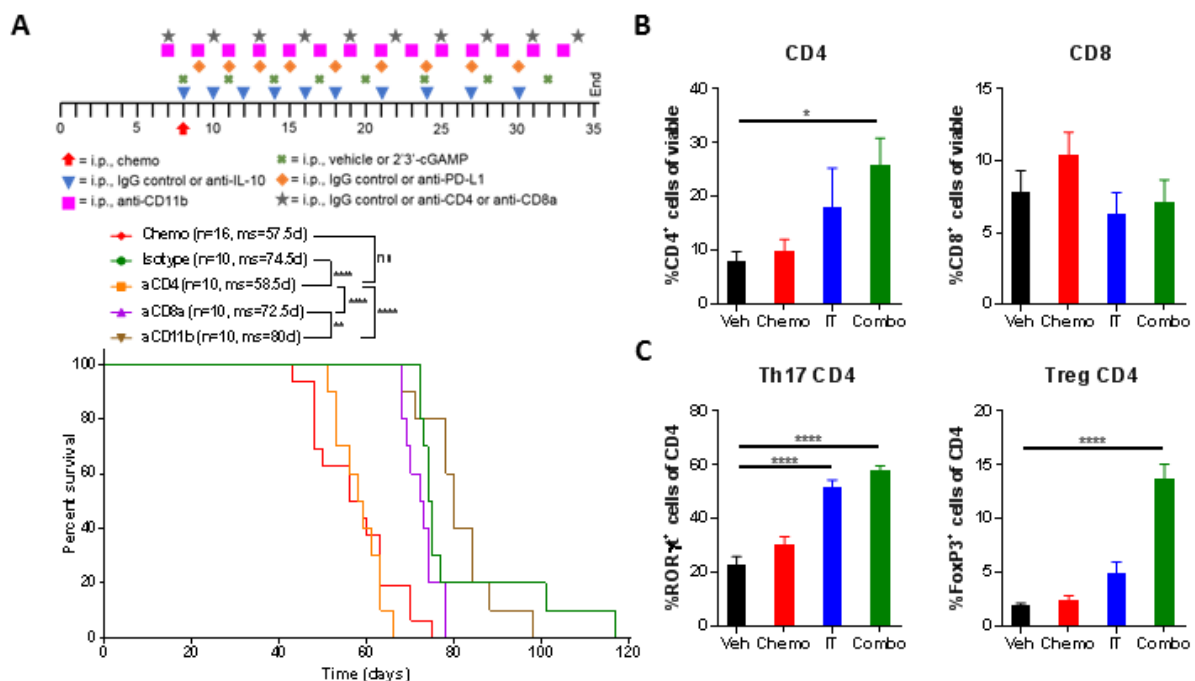 A
End
0 5 10 15 20 25 30 35
= i.p., chemo
= i.p., vehicle or 2'3'-cGAMP
= i.p., IgG control or anti-IL-10
= i.p., IgG control or anti-PD-L1
= i.p., anti-CD11b
= i.p., IgG control or anti-CD4 or anti-CD8a
Chemo (n=16, ms=57.5d)
Isotype (n=10, ms=74.5d)
aCD4 (n=10, ms=58.5d)
aCD8a (n=10, ms=72.5d)
aCD11b (n=10, ms=80d)
ns
****
****
**
****
Percent survival
100
80
60
40
20
0
0 20 40 60 80 100 120
Time (days)
B
CD4
%CD4+ cells of viable
40
30
20
10
0
*
Veh Chemo IT Combo
CD8
%CD8+ cells of viable
15
10
5
0
Veh Chemo IT Combo
C
Th17 CD4
%RORγt+ cells of CD4
80
60
40
20
0
****
****
Veh Chemo IT Combo
Treg CD4
%FoxP3+ cells of CD4
20
15
10
5
0
****
Veh Chemo IT Combo